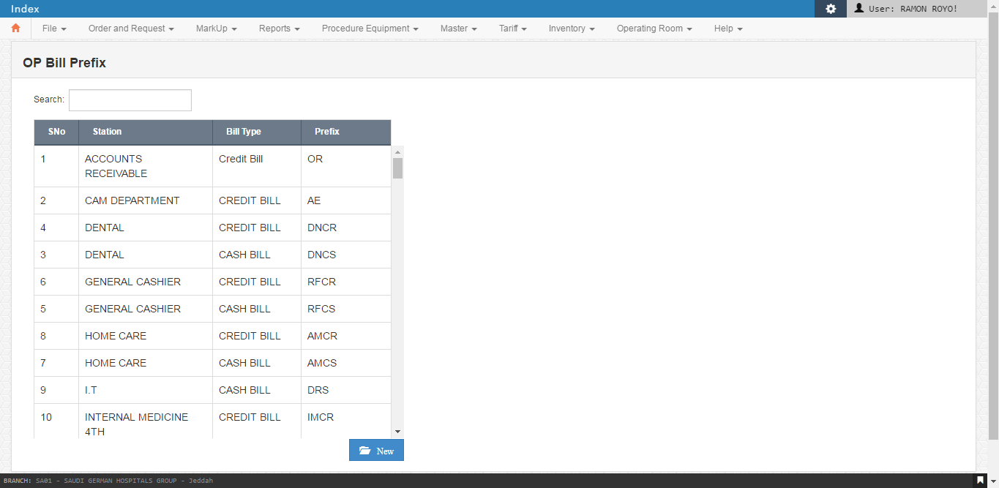 Index
User: RAMON ROYO!
File Order and Request MarkUp Reports Procedure Equipment Master Tariff Inventory Operating Room Help
OP Bill Prefix
Search:
SNo Station Bill Type Prefix
1 ACCOUNTS Credit Bill OR
RECEIVABLE
2 CAM DEPARTMENT CREDIT BILL AE
4 DENTAL CREDIT BILL DNCR
3 DENTAL CASH BILL DNCS
6 GENERAL CASHIER CREDIT BILL RFCR
5 GENERAL CASHIER CASH BILL RFCS
8 HOME CARE CREDIT BILL AMCR
7 HOME CARE CASH BILL AMCS
9 I.T CASH BILL DRS
10 INTERNAL MEDICINE CREDIT BILL IMCR
4TH
New
BRANCH: SA01 - SAUDI GERMAN HOSPITALS GROUP - Jeddah